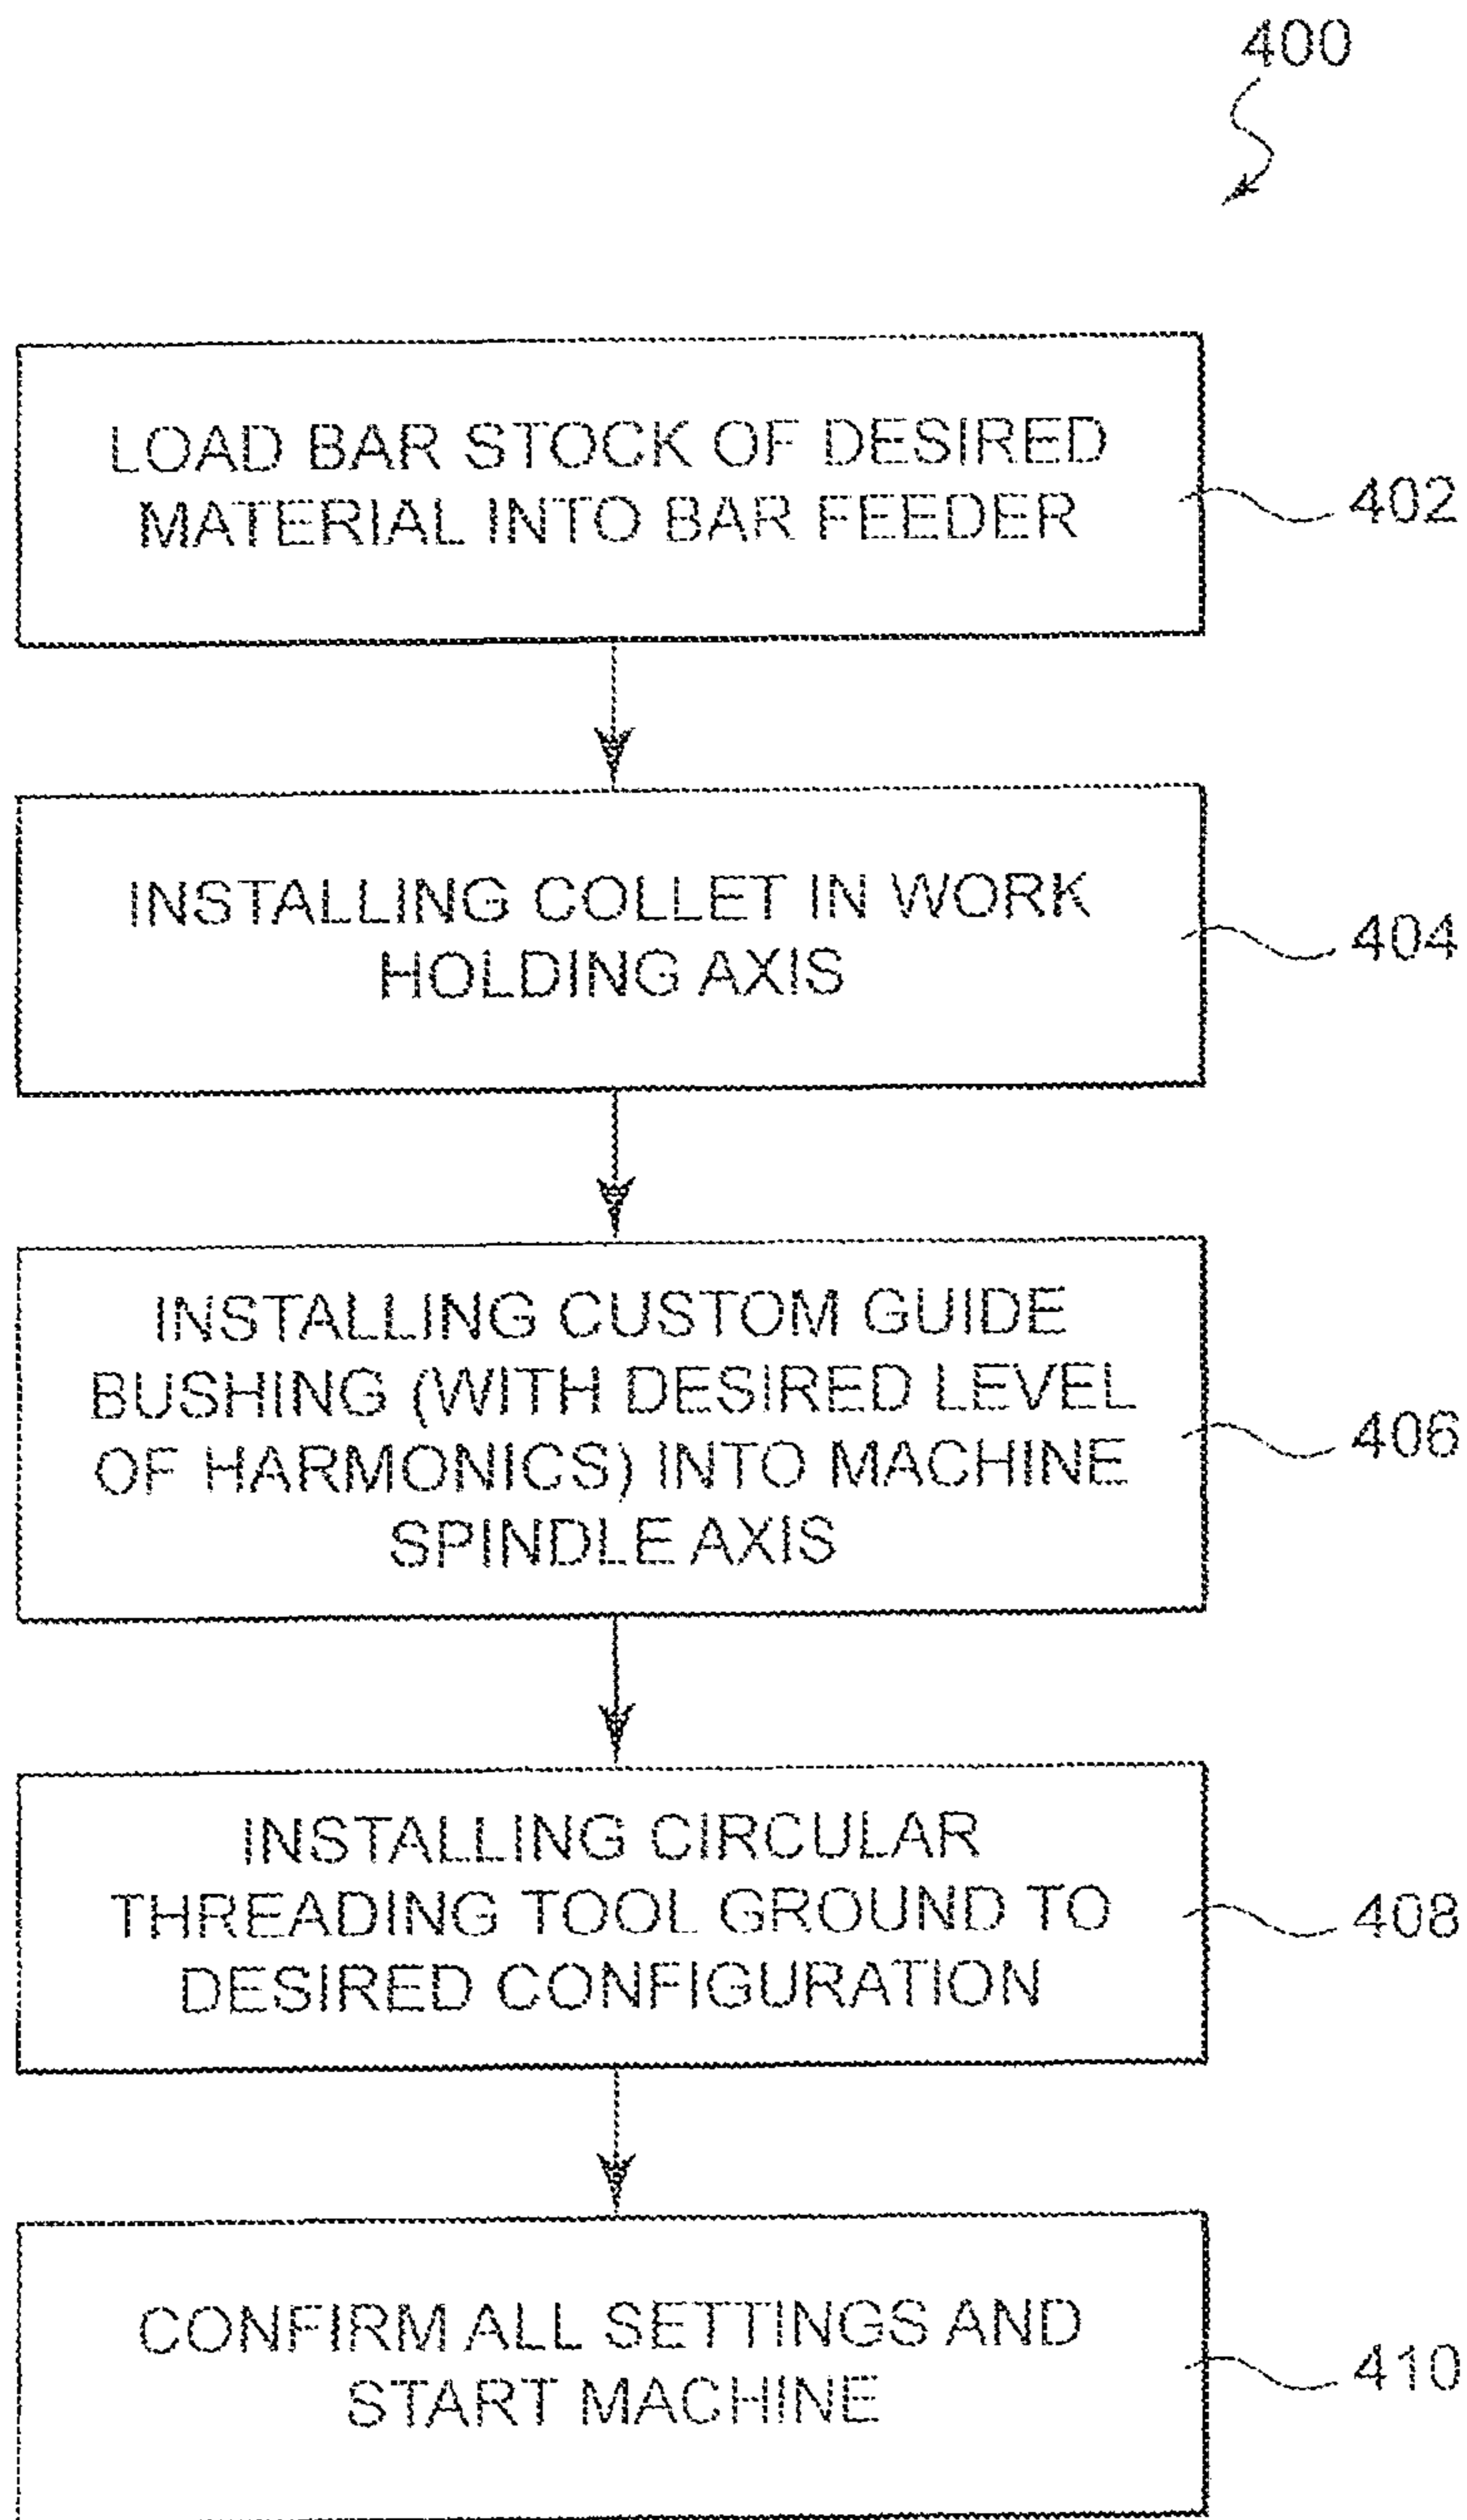 400
LOAD BAR STOCK OF DESIRED
MATERIAL INTO BAR FEEDER
402
INSTALLING COLLET IN WORK
HOLDING AXIS
404
INSTALLING CUSTOM GUIDE
BUSHING (WITH DESIRED LEVEL
OF HARMONICS) INTO MACHINE
SPINDLE AXIS
406
INSTALLING CIRCULAR
THREADING TOOL GROUND TO
DESIRED CONFIGURATION
408
CONFIRM ALL SETTINGS AND
START MACHINE
410